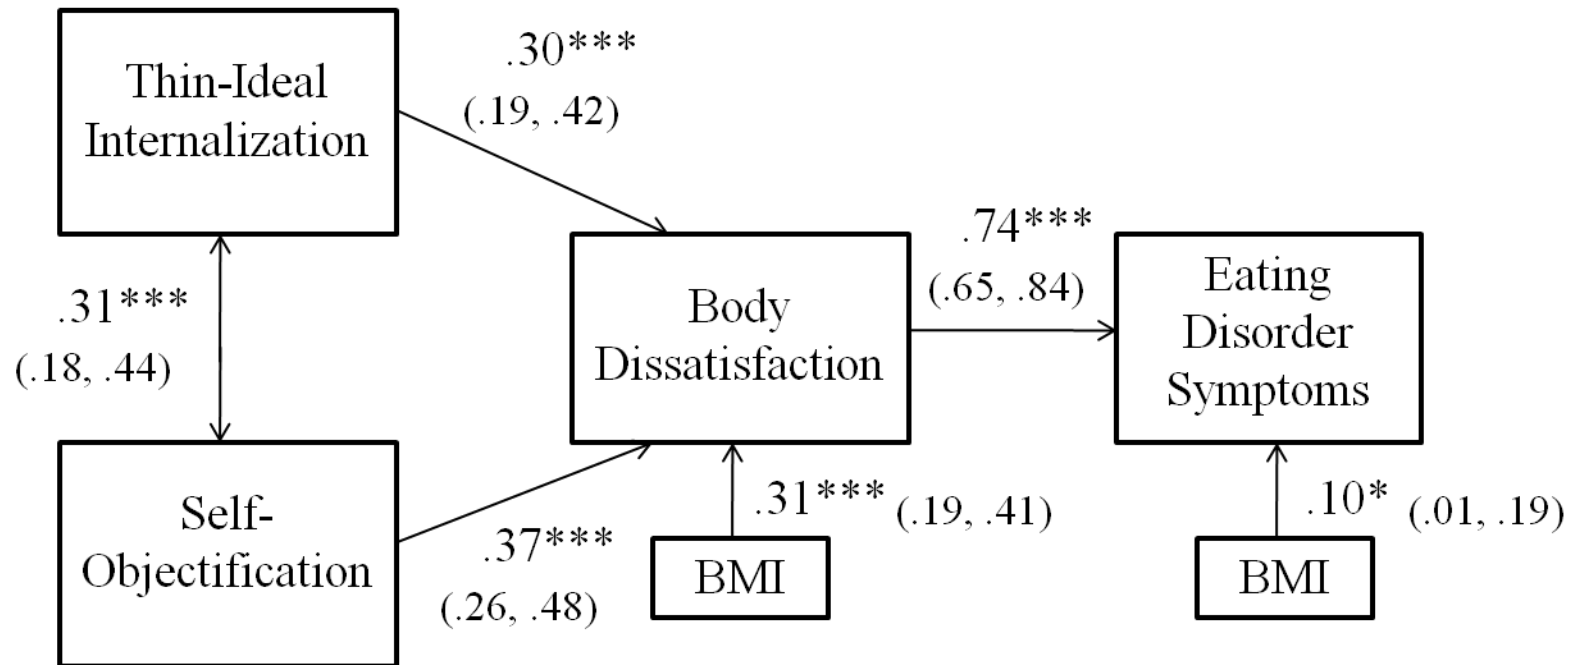 Thin-Ideal
Internalization
.30***
(.19, .42)
.31***
(.18, .44)
Self-
Objectification
.37***
(.26, .48)
Body
Dissatisfaction
.31*** (.19, .41)
BMI
.74***
(.65, .84)
Eating
Disorder
Symptoms
.10* (.01, .19)
BMI